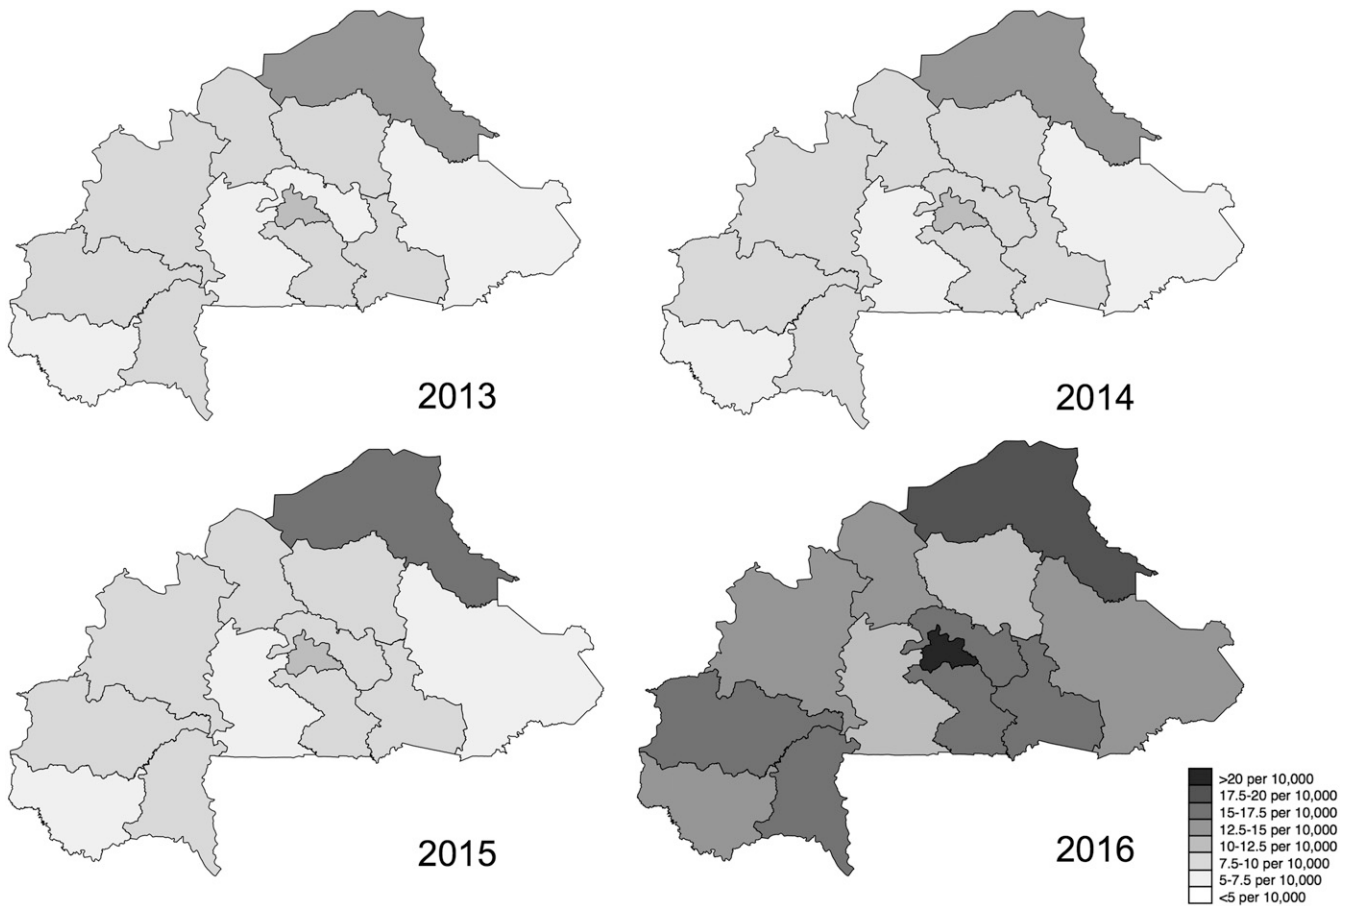 2013
2014
2015
2016
>20 per 10,000
17.5-20 per 10,000
15-17.5 per 10,000
12.5-15 per 10,000
10-12.5 per 10,000
7.5-10 per 10,000
5-7.5 per 10,000
<5 per 10,000